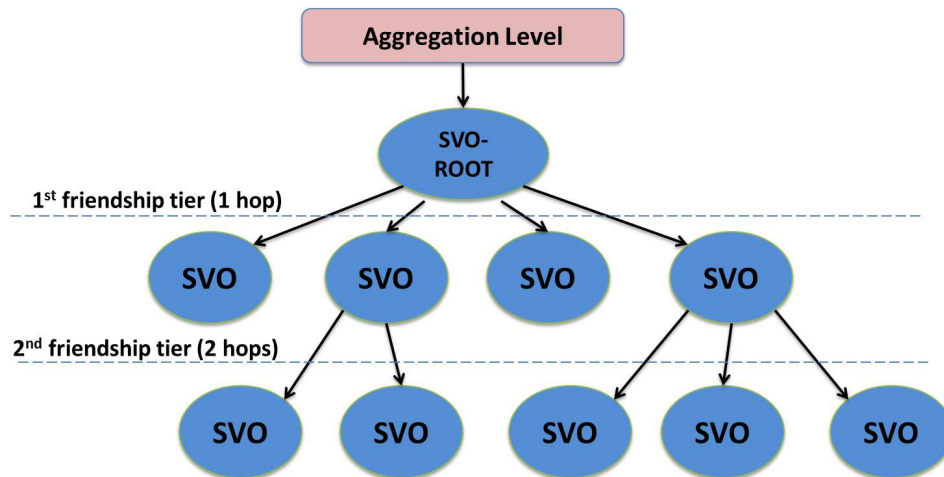 Aggregation Level
SVO-
ROOT
1st friendship tier (1 hop)
SVO SVO SVO SVO
2nd friendship tier (2 hops)
SVO SVO SVO SVO SVO